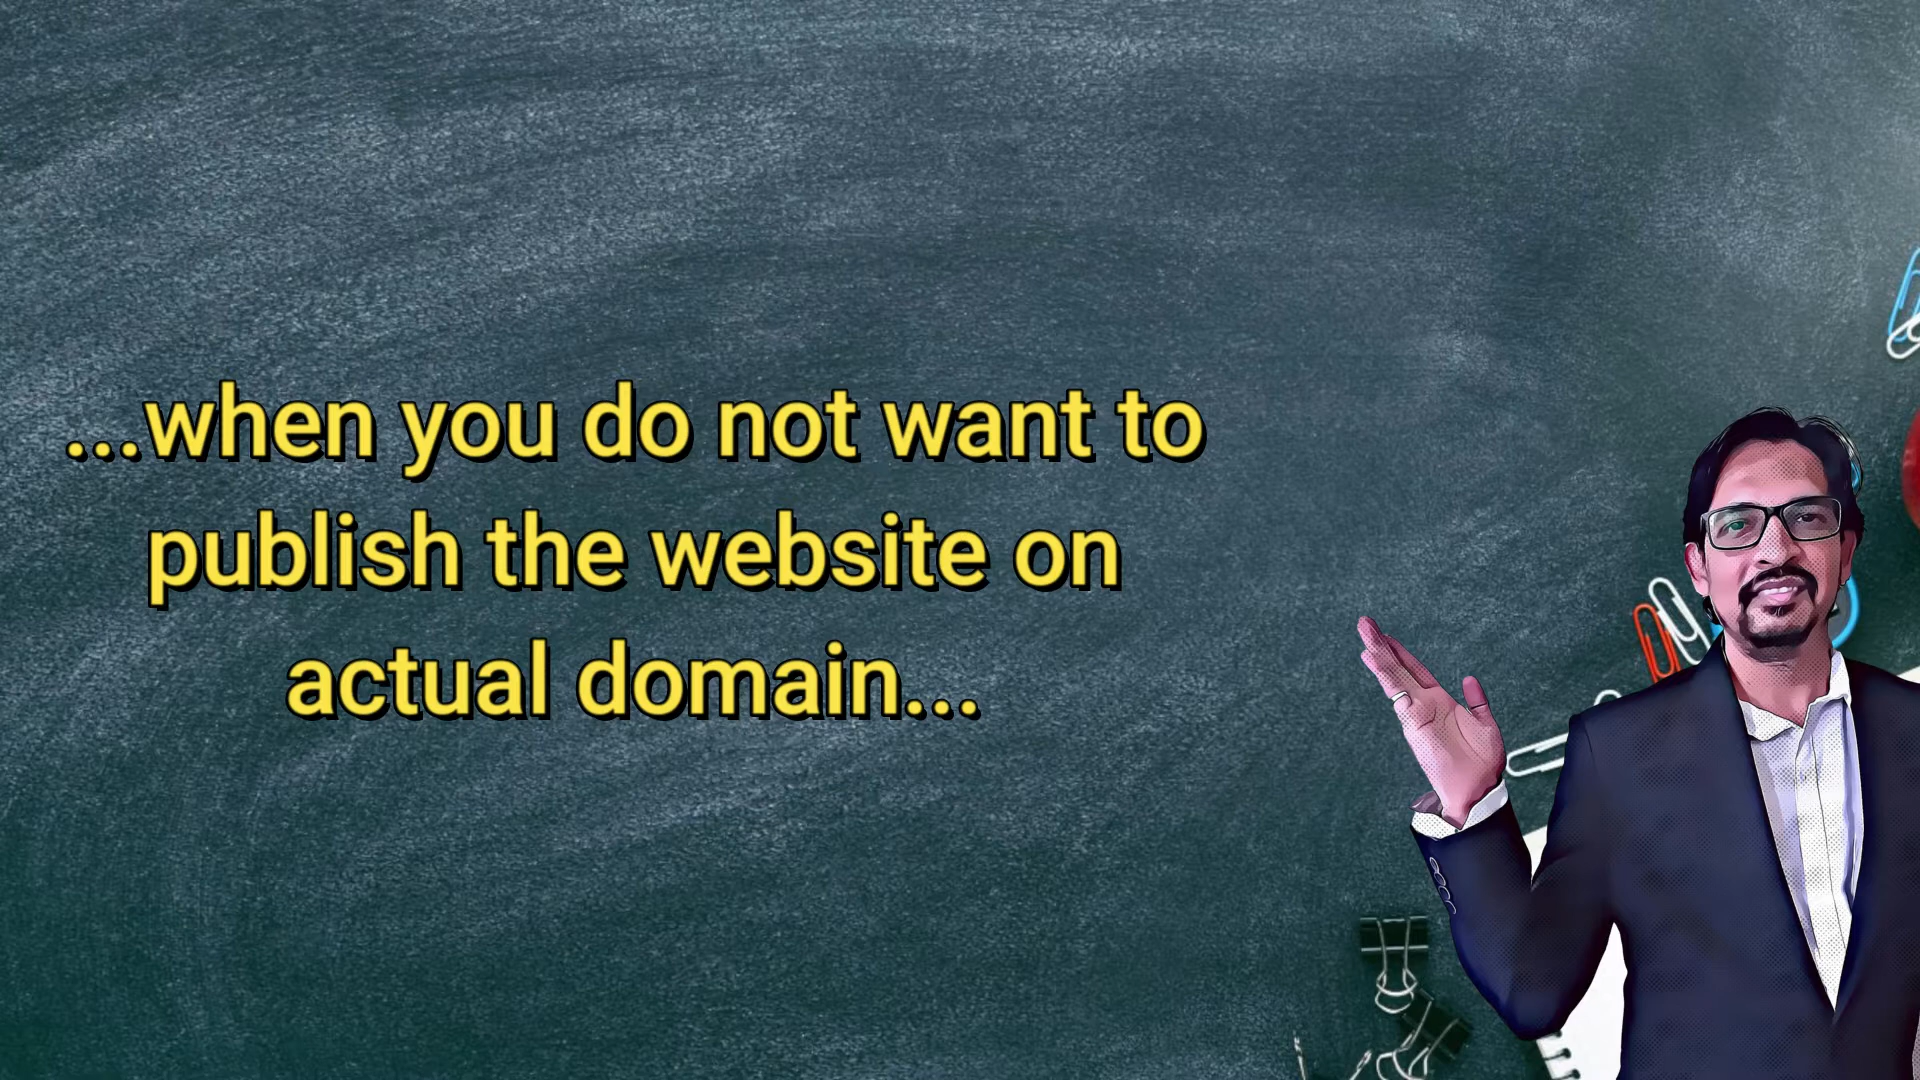 ...when you do not want to
publish the website on
actual domain...